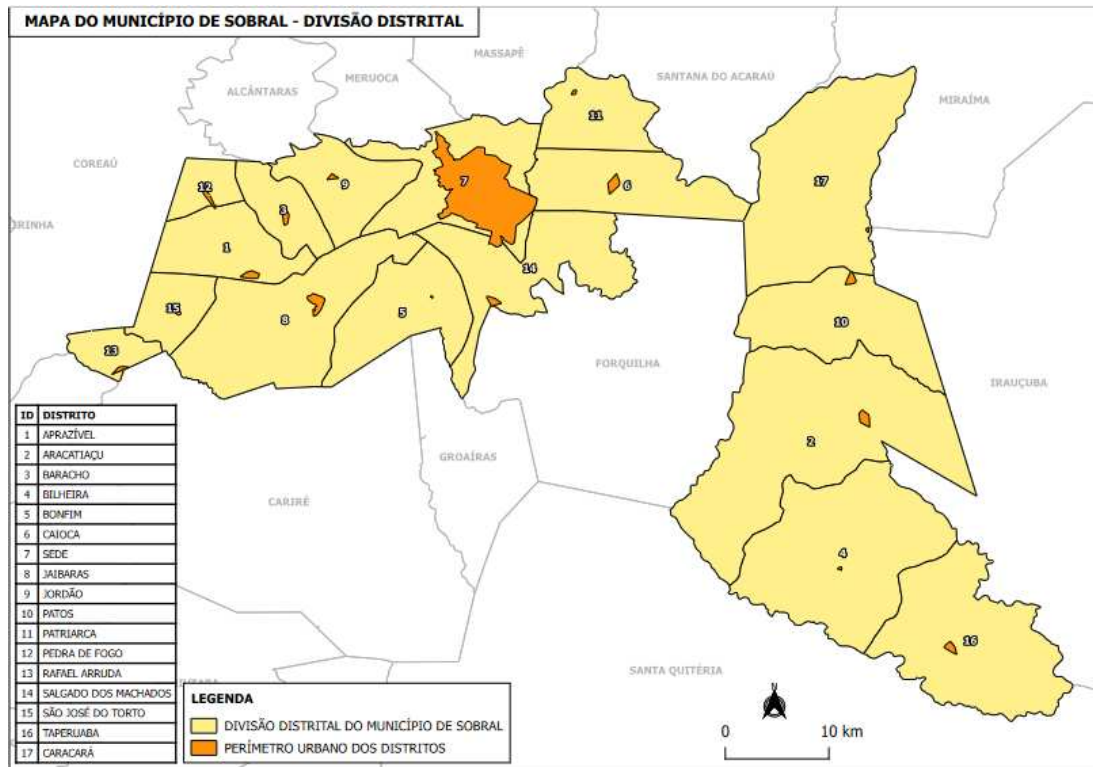 MAPA DO MUNICÍPIO DE SOBRAL - DIVISÃO DISTRITAL
MASSAPÊ
MERUOCA
SANTANA DO ACARAÚ
ALCÂNTARAS
MIRAÍMA
11
COREAÚ
7
17
9
6
12
3
IRINHA
1
14
15
8
5
10
13
FORQUILHA
IRAUÇUBA
2
GROAÍRAS
CARIRÉ
4
16
SANTA QUITÉRIA
ID DISTRITO
1 APRAZÍVEL
2 ARACATIAÇU
3 BARACHO
4 BILHEIRA
5 BONFIM
6 CAIOCA
7 SEDE
8 JAIBARAS
9 JORDÃO
10 PATOS
11 PATRIARCA
12 PEDRA DE FOGO
13 RAFAEL ARRUDA
14 SALGADO DOS MACHADOS
15 SÃO JOSÉ DO TORTO
16 TAPERUABA
17 CARACARÁ
LEGENDA
DIVISÃO DISTRITAL DO MUNICÍPIO DE SOBRAL
PERÍMETRO URBANO DOS DISTRITOS
N
0 10 km